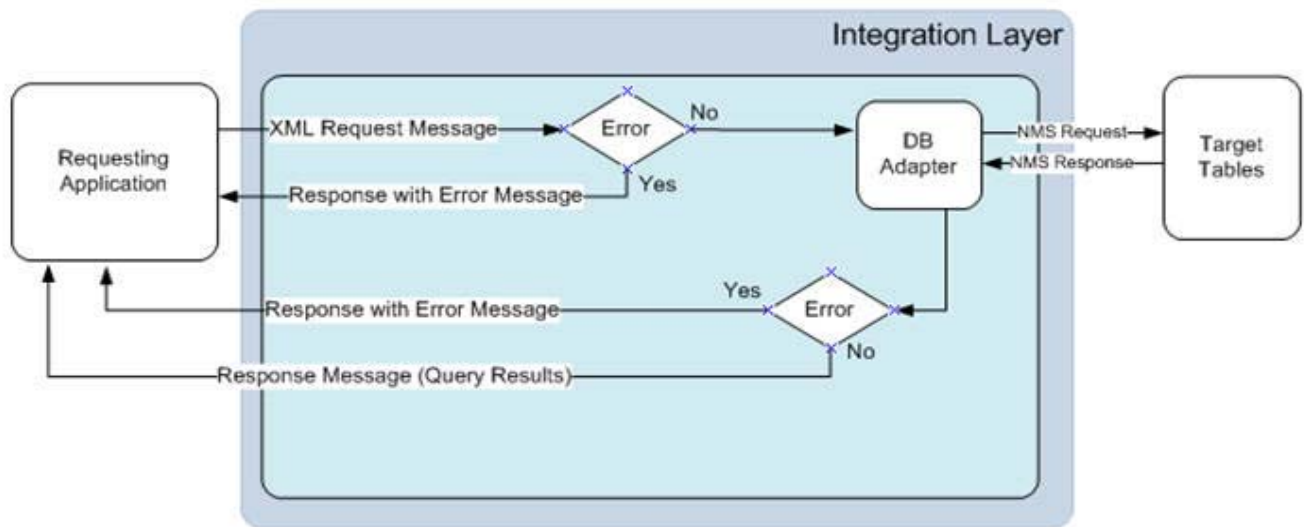 Integration Layer
Requesting
Application
XML Request Message
Error
No
Yes
Response with Error Message
DB
Adapter
NMS Request
NMS Response
Target
Tables
Response with Error Message
Yes
Error
No
Response Message (Query Results)